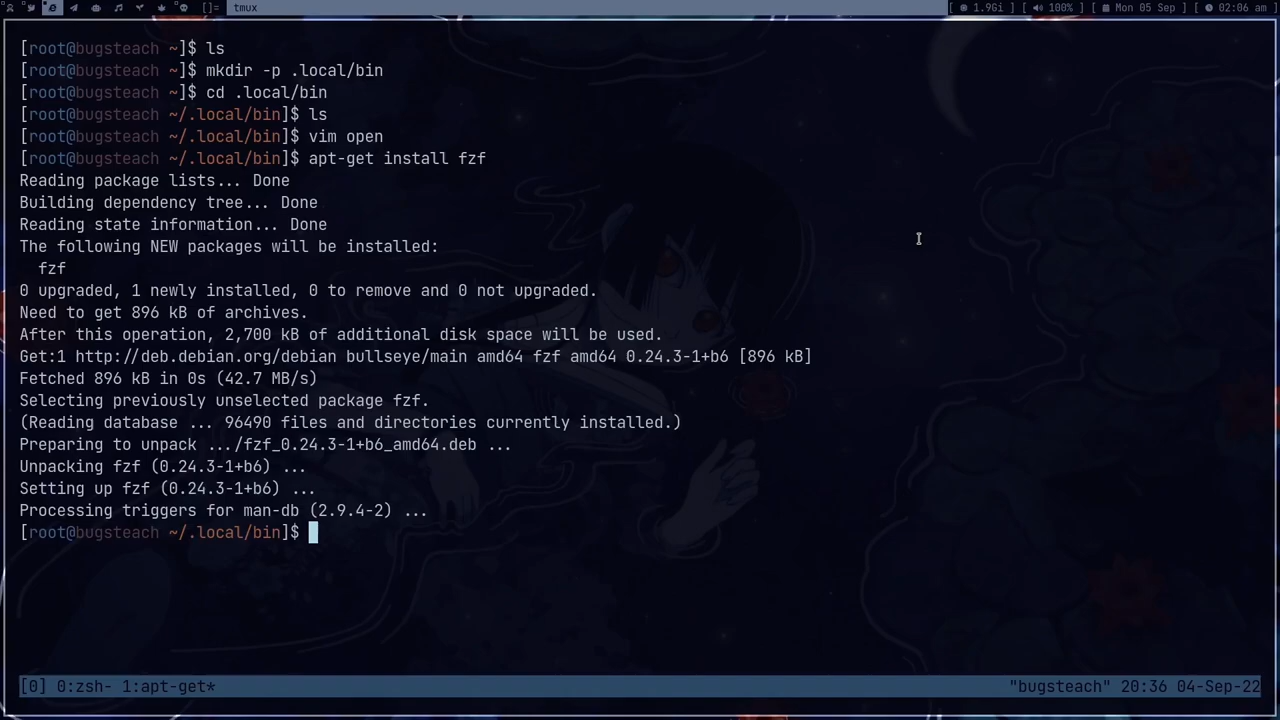 []= tmux [ 1.9Gi ] [ 100% ] [ Mon 05 Sep ] [ 02:06 am ]
[root@bugsteach ~]$ ls
[root@bugsteach ~]$ mkdir -p .local/bin
[root@bugsteach ~]$ cd .local/bin
[root@bugsteach ~/.local/bin]$ ls
[root@bugsteach ~/.local/bin]$ vim open
[root@bugsteach ~/.local/bin]$ apt-get install fzf
Reading package lists... Done
Building dependency tree... Done
Reading state information... Done
The following NEW packages will be installed:
  fzf
0 upgraded, 1 newly installed, 0 to remove and 0 not upgraded.
Need to get 896 kB of archives.
After this operation, 2,700 kB of additional disk space will be used.
Get:1 http://deb.debian.org/debian bullseye/main amd64 fzf amd64 0.24.3-1+b6 [896 kB]
Fetched 896 kB in 0s (42.7 MB/s)
Selecting previously unselected package fzf.
(Reading database ... 96490 files and directories currently installed.)
Preparing to unpack .../fzf_0.24.3-1+b6_amd64.deb ...
Unpacking fzf (0.24.3-1+b6) ...
Setting up fzf (0.24.3-1+b6) ...
Processing triggers for man-db (2.9.4-2) ...
[root@bugsteach ~/.local/bin]$
[0] 0:zsh- 1:apt-get* "bugsteach" 20:36 04-Sep-22